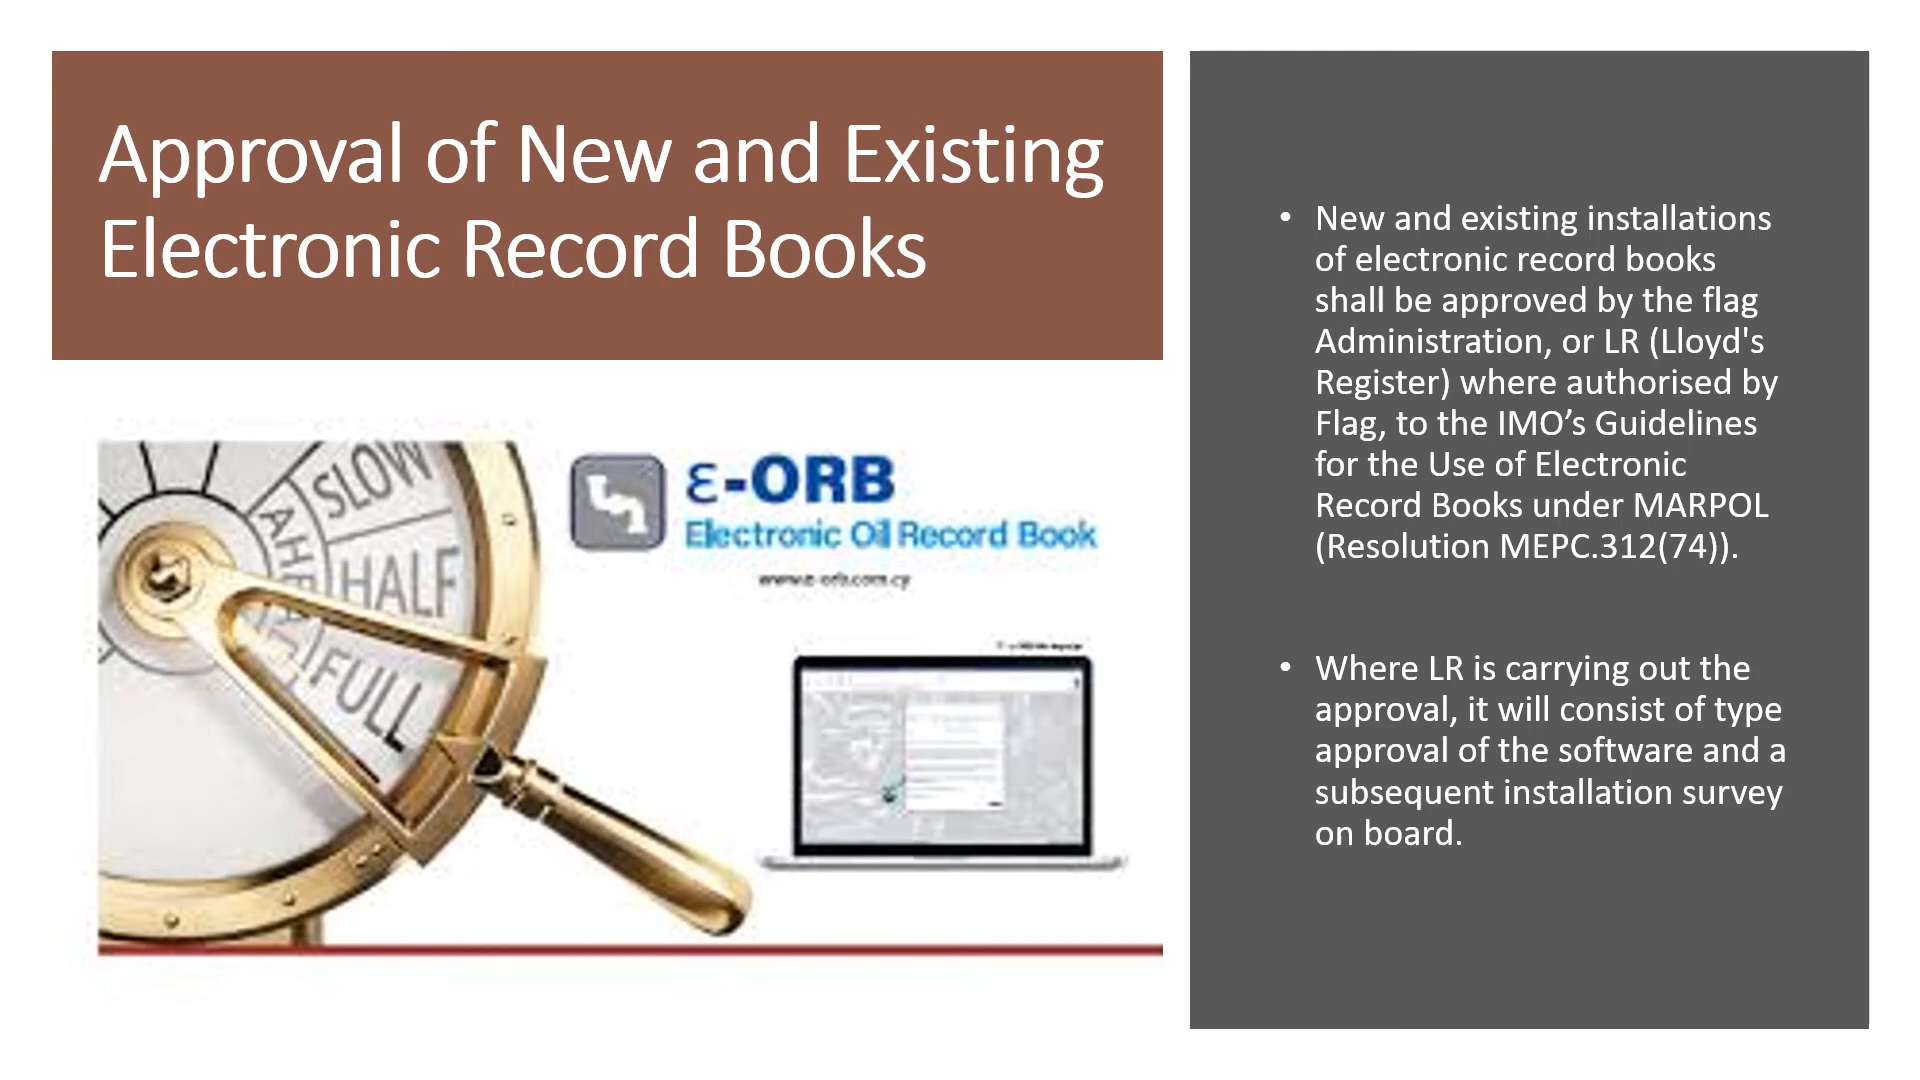 Approval of New and Existing
Electronic Record Books
SLOW
AHEAD
HALF
FULL
ε-ORB
Electronic Oil Record Book
www.e-orb.com.cy
• New and existing installations
of electronic record books
shall be approved by the flag
Administration, or LR (Lloyd's
Register) where authorised by
Flag, to the IMO’s Guidelines
for the Use of Electronic
Record Books under MARPOL
(Resolution MEPC.312(74)).
• Where LR is carrying out the
approval, it will consist of type
approval of the software and a
subsequent installation survey
on board.